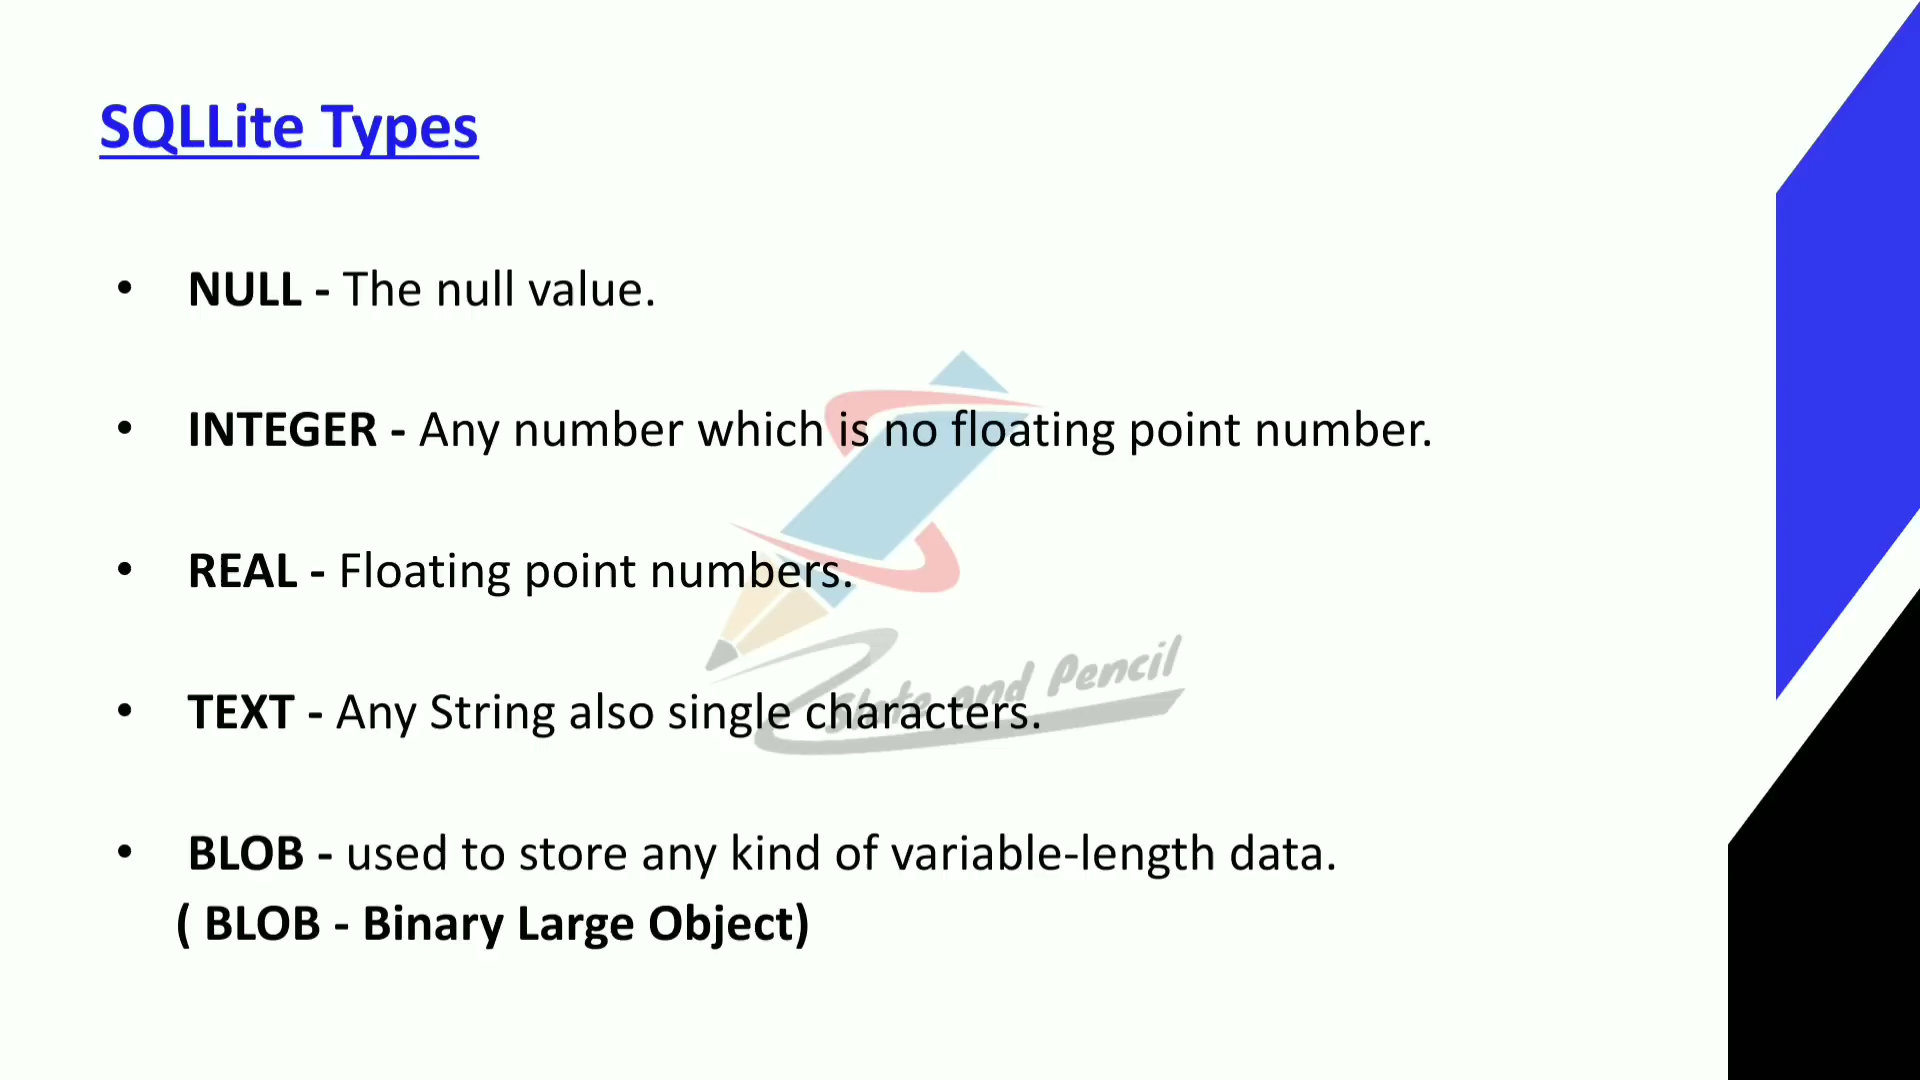 SQLLite Types
• NULL - The null value.
• INTEGER - Any number which is no floating point number.
• REAL - Floating point numbers.
• TEXT - Any String also single characters.
• BLOB - used to store any kind of variable-length data.
( BLOB - Binary Large Object)
Slate and Pencil